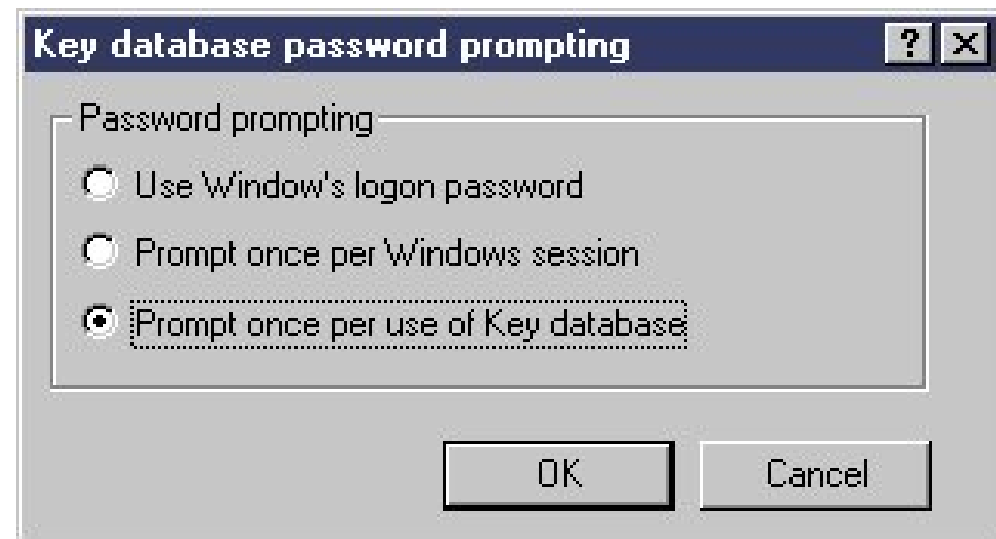 Key database password prompting
Password prompting
Use Window's logon password
Prompt once per Windows session
Prompt once per use of Key database
OK Cancel